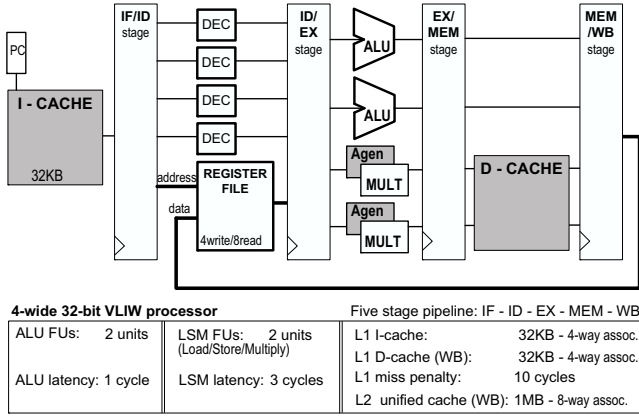 IF/ID
stage
DEC
ID/
EX
stage
EX/
MEM
stage
MEM
/WB
stage
PC
DEC
ALU
DEC
I - CACHE
DEC
ALU
32KB
address
REGISTER
FILE
data
4write/8read
Agen
MULT
D - CACHE
Agen
MULT
4-wide 32-bit VLIW processor
Five stage pipeline: IF - ID - EX - MEM - WB
ALU FUs: 2 units
ALU latency: 1 cycle
LSM FUs: 2 units
(Load/Store/Multiply)
LSM latency: 3 cycles
L1 I-cache: 32KB - 4-way assoc.
L1 D-cache (WB): 32KB - 4-way assoc.
L1 miss penalty: 10 cycles
L2 unified cache (WB): 1MB - 8-way assoc.